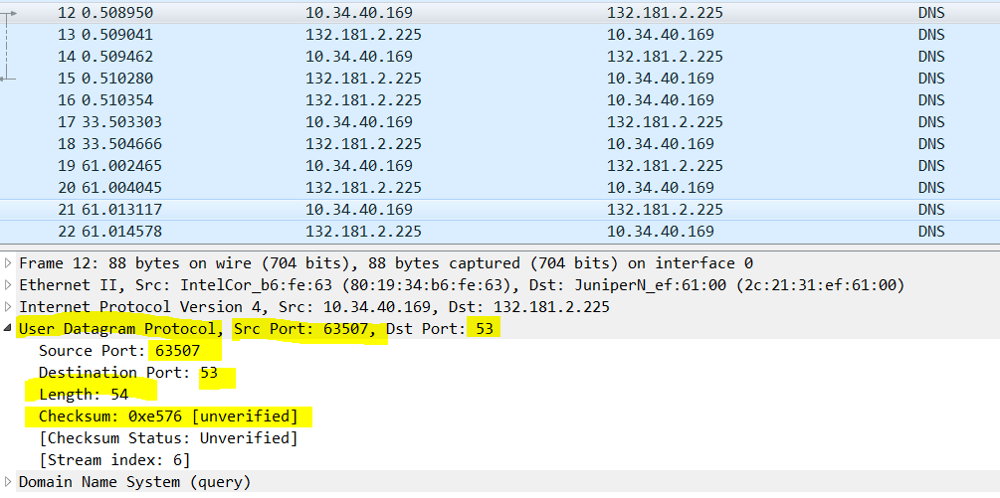 12 0.508950 10.34.40.169 132.181.2.225 DNS
13 0.509041 132.181.2.225 10.34.40.169 DNS
14 0.509462 10.34.40.169 132.181.2.225 DNS
15 0.510280 132.181.2.225 10.34.40.169 DNS
16 0.510354 132.181.2.225 10.34.40.169 DNS
17 33.503303 10.34.40.169 132.181.2.225 DNS
18 33.504666 132.181.2.225 10.34.40.169 DNS
19 61.002465 10.34.40.169 132.181.2.225 DNS
20 61.004045 132.181.2.225 10.34.40.169 DNS
21 61.013117 10.34.40.169 132.181.2.225 DNS
22 61.014578 132.181.2.225 10.34.40.169 DNS
Frame 12: 88 bytes on wire (704 bits), 88 bytes captured (704 bits) on interface 0
Ethernet II, Src: IntelCor_b6:fe:63 (80:19:34:b6:fe:63), Dst: JuniperN_ef:61:00 (2c:21:31:ef:61:00)
Internet Protocol Version 4, Src: 10.34.40.169, Dst: 132.181.2.225
User Datagram Protocol, Src Port: 63507, Dst Port: 53
Source Port: 63507
Destination Port: 53
Length: 54
Checksum: 0xe576 [unverified]
[Checksum Status: Unverified]
[Stream index: 6]
Domain Name System (query)